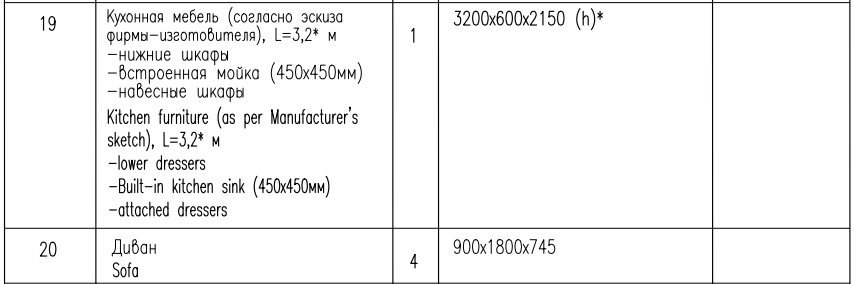 19
Кухонная мебель (согласно эскиза
фирмы-изготовителя), L=3,2* м
-нижние шкафы
-встроенная мойка (450х450мм)
-навесные шкафы
Kitchen furniture (as per Manufacturer's
sketch), L=3,2* м
-lower dressers
-Built-in kitchen sink (450x450мм)
-attached dressers
1
3200x600x2150 (h)*
20
Диван
Sofa
4
900x1800x745